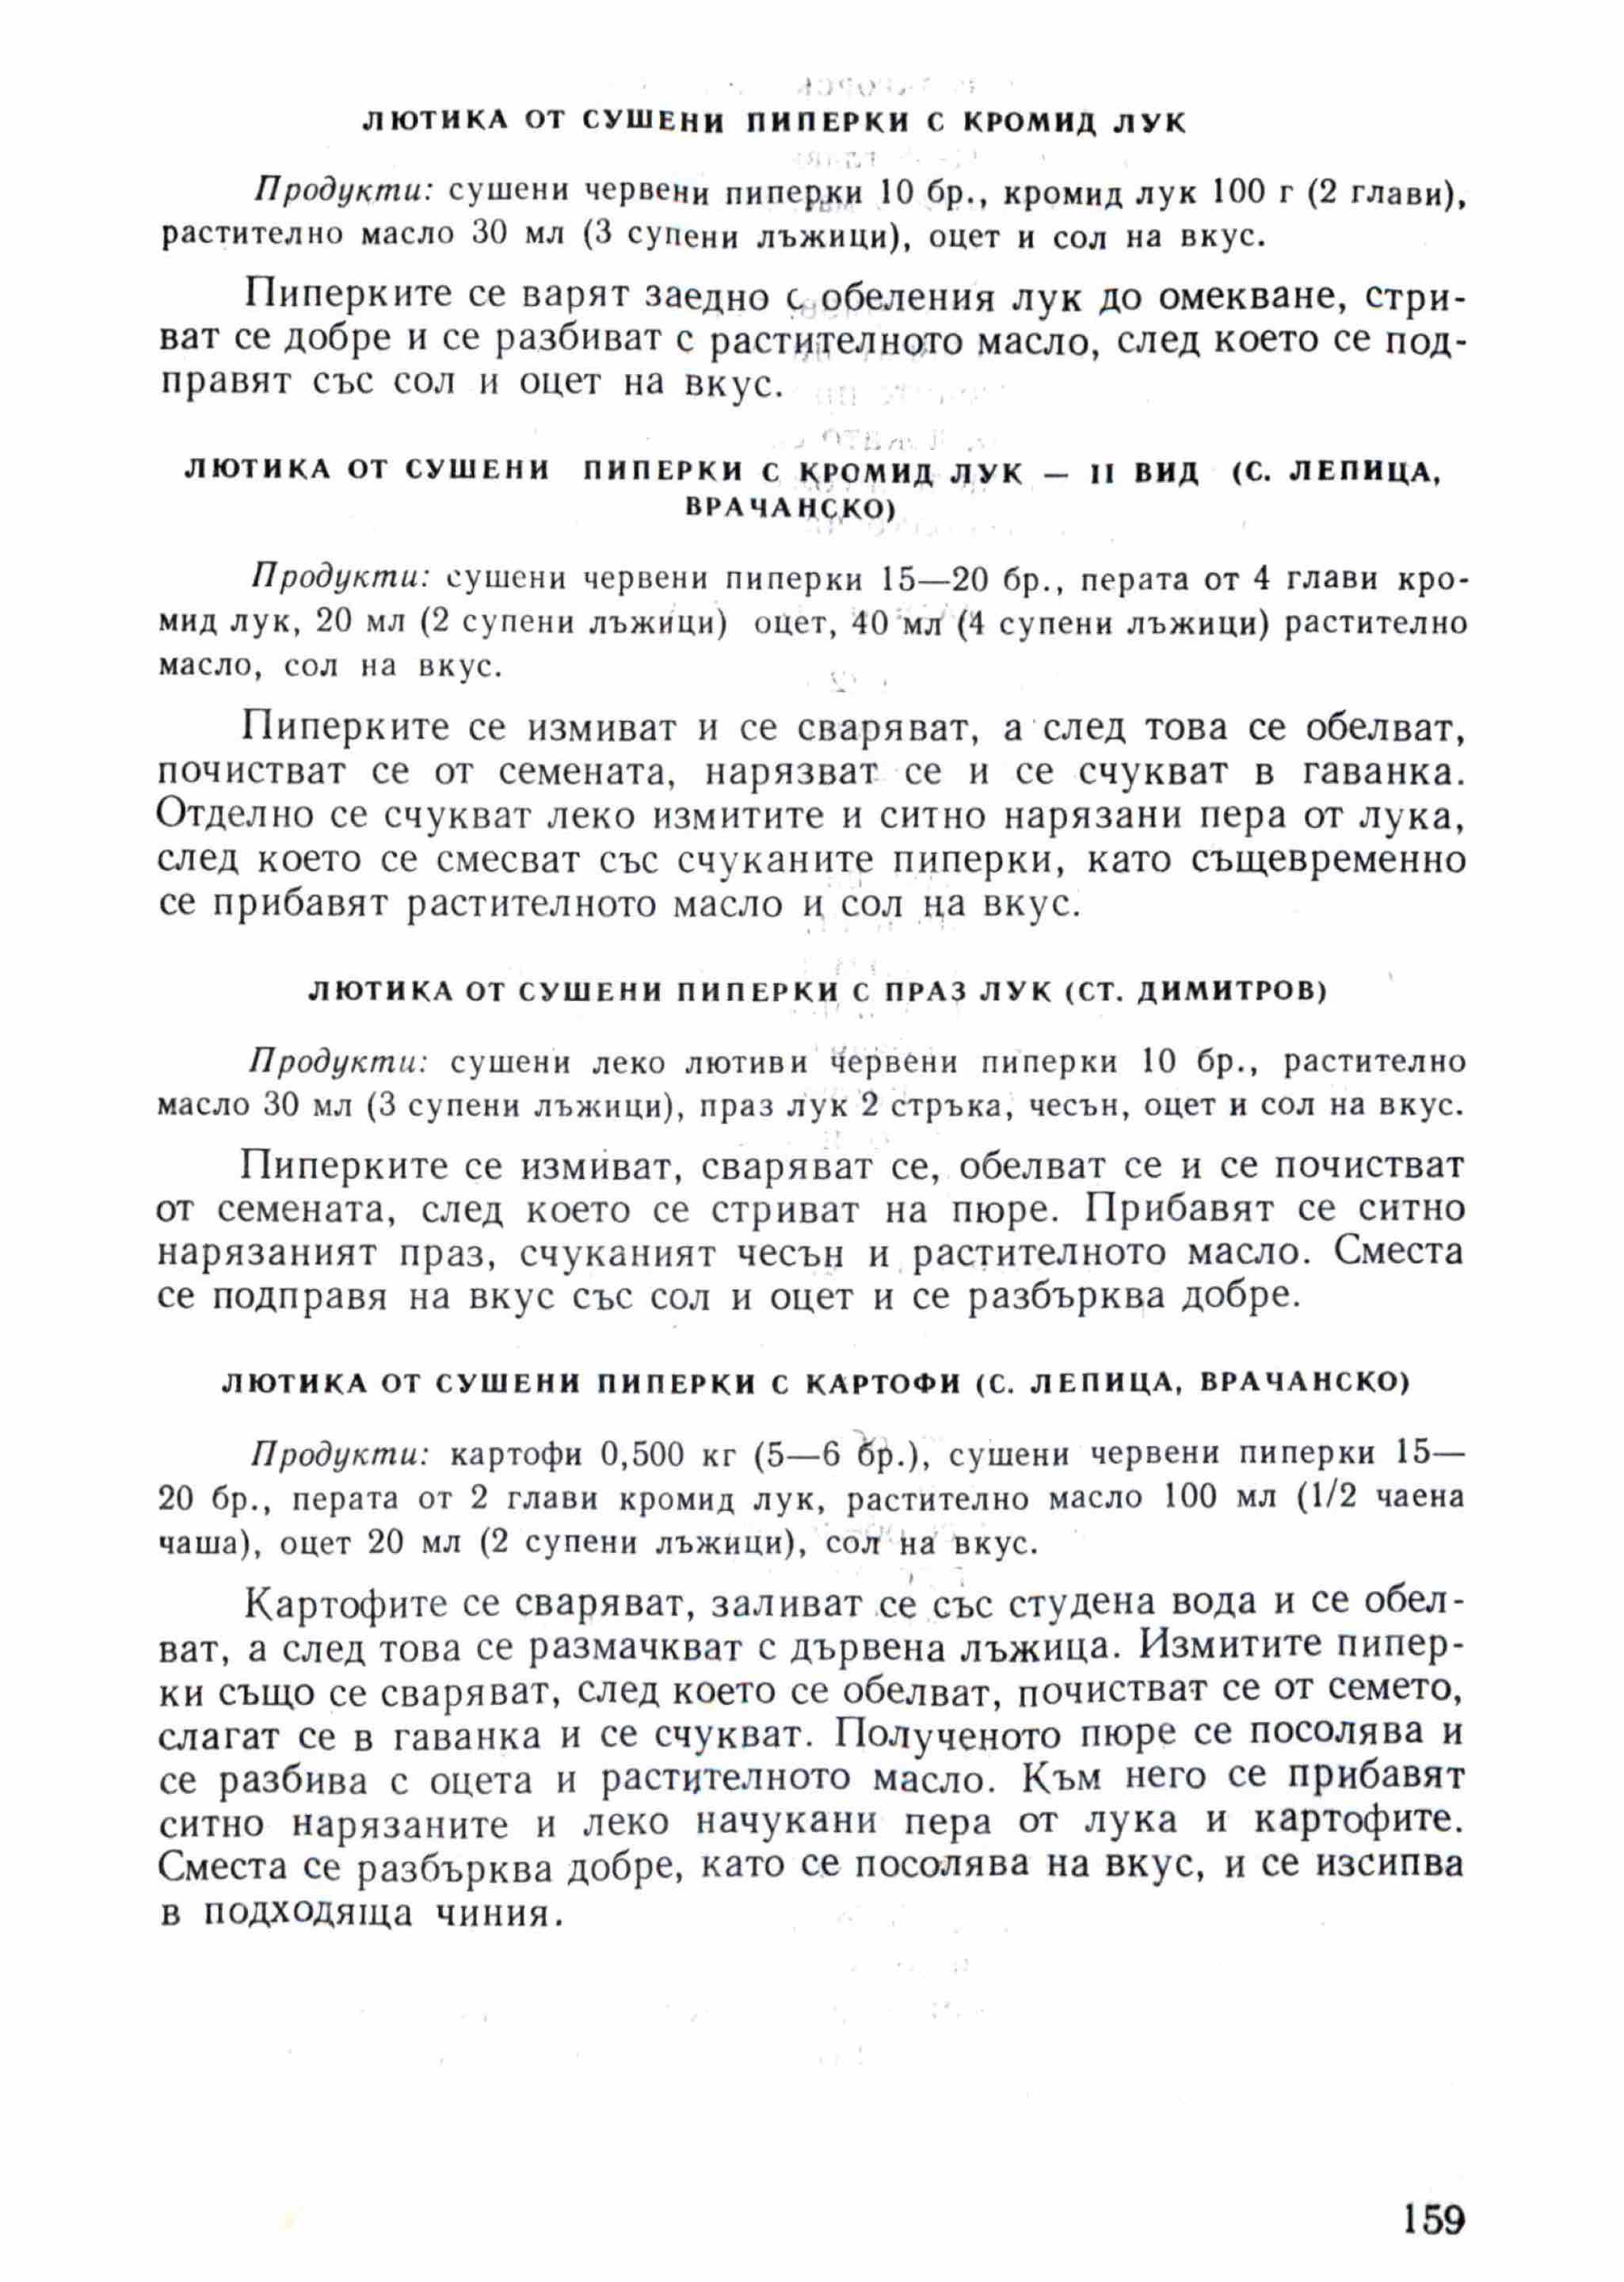 ЛЮТИКА ОТ СУШЕНИ ПИПЕРКИ С КРОМИД ЛУК
Продукти: сушени червени пиперки 10 бр., кромид лук 100 г (2 глави),
растително масло 30 мл (3 супени лъжици), оцет и сол на вкус.
Пиперките се варят заедно с обеления лук до омекване, стри-
ват се добре и се разбиват с растителното масло, след което се под-
правят със сол и оцет на вкус.
ЛЮТИКА ОТ СУШЕНИ ПИПЕРКИ С КРОМИД ЛУК — II ВИД (С. ЛЕПИЦА,
ВРАЧАНСКО)
Продукти: сушени червени пиперки 15—20 бр., перата от 4 глави кро-
мид лук, 20 мл (2 супени лъжици) оцет, 40 мл (4 супени лъжици) растително
масло, сол на вкус.
Пиперките се измиват и се сваряват, а след това се обелват,
почистват се от семената, нарязват се и се счукват в гаванка.
Отделно се счукват леко измитите и ситно нарязани пера от лука,
след което се смесват със счуканите пиперки, като същевременно
се прибавят растителното масло и сол на вкус.
ЛЮТИКА ОТ СУШЕНИ ПИПЕРКИ С ПРАЗ ЛУК (СТ. ДИМИТРОВ)
Продукти: сушени леко лютиви червени пиперки 10 бр., растително
масло 30 мл (3 супени лъжици), праз лук 2 стръка, чесън, оцет и сол на вкус.
Пиперките се измиват, сваряват се, обелват се и се почистват
от семената, след което се стриват на пюре. Прибавят се ситно
нарязаният праз, счуканият чесън и растителното масло. Сместа
се подправя на вкус със сол и оцет и се разбърква добре.
ЛЮТИКА ОТ СУШЕНИ ПИПЕРКИ С КАРТОФИ (С. ЛЕПИЦА, ВРАЧАНСКО)
Продукти: картофи 0,500 кг (5—6 бр.), сушени червени пиперки 15—
20 бр., перата от 2 глави кромид лук, растително масло 100 мл (1/2 чаена
чаша), оцет 20 мл (2 супени лъжици), сол на вкус.
Картофите се сваряват, заливат се със студена вода и се обел-
ват, а след това се размачкват с дървена лъжица. Измитите пипер-
ки също се сваряват, след което се обелват, почистват се от семето,
слагат се в гаванка и се счукват. Полученото пюре се посолява и
се разбива с оцета и растителното масло. Към него се прибавят
ситно нарязаните и леко начукани пера от лука и картофите.
Сместа се разбърква добре, като се посолява на вкус, и се изсипва
в подходяща чиния.
159